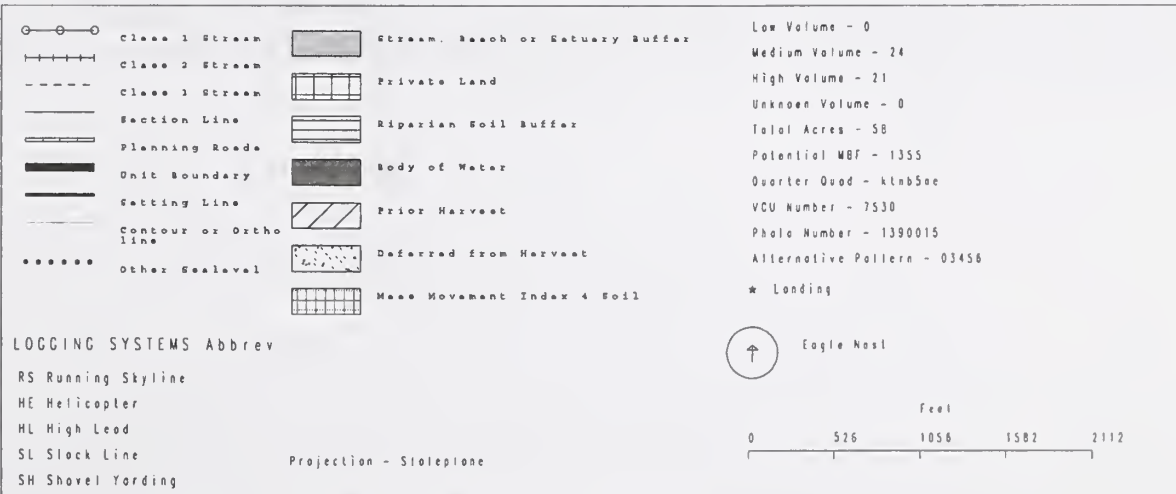 Class 1 Stream
Class 2 Stream
Class 3 Stream
Section Line
Planning Roads
Unit Boundary
Setting Line
Contour or Ortho
line
Other Sealevel
Stream, Beach or Estuary Buffer
Private Land
Riparian Soil Buffer
Body of Water
Prior Harvest
Deferred from Harvest
Mass Movement Index 4 Soil
Low Volume - 0
Medium Volume - 24
High Volume - 21
Unknown Volume - 0
Total Acres - 58
Potential MBF - 1355
Quarter Quad - ktnb5ne
VCU Number - 7530
Photo Number - 1390015
Alternative Pattern - 03456
★ Landing
Eagle Nest
LOGGING SYSTEMS Abbrev
RS Running Skyline
HE Helicopter
HL High Lead
SL Slack Line
SH Shovel Yarding
Projection - Stateplane
Feet
0 526 1056 1582 2112